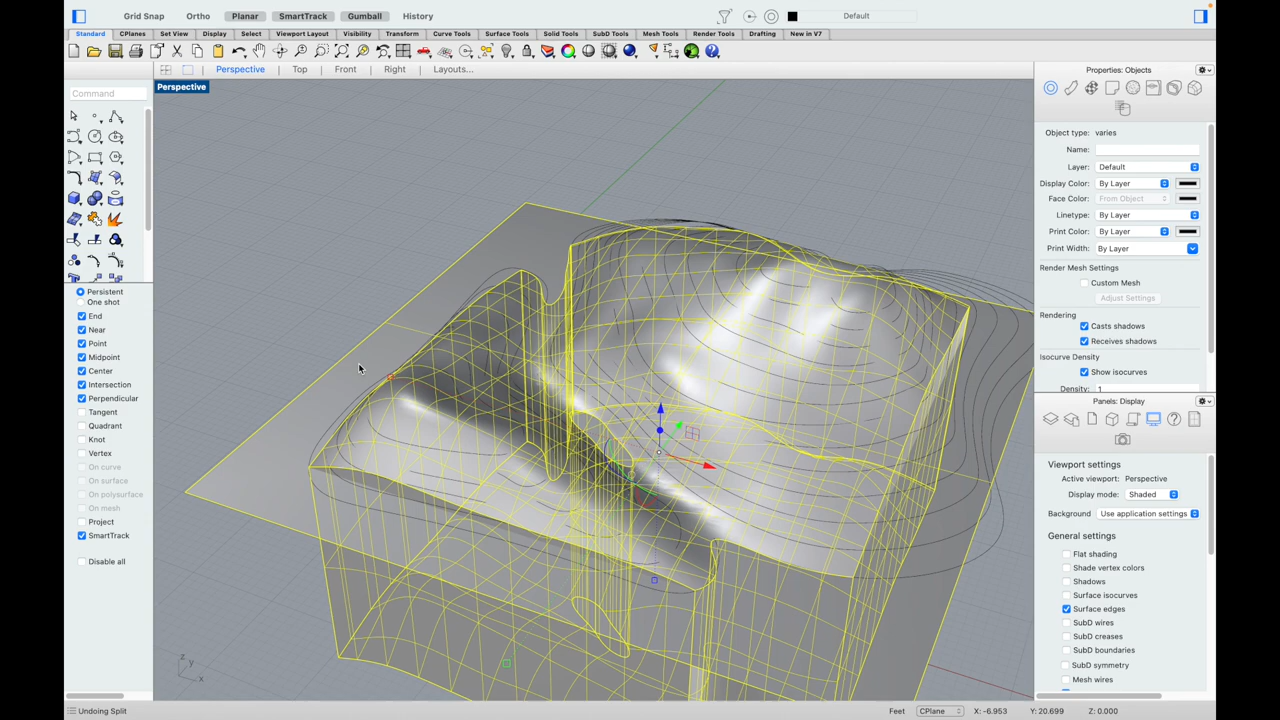 Grid Snap Ortho Planar SmartTrack Gumball History Default
Standard CPlanes Set View Display Select Viewport Layout Visibility Transform Curve Tools Surface Tools Solid Tools SubD Tools Mesh Tools Render Tools Drafting New in V7
Perspective Top Front Right Layouts...
Perspective
Command
Persistent
One shot
End
Near
Point
Midpoint
Center
Intersection
Perpendicular
Tangent
Quadrant
Knot
Vertex
On curve
On surface
On polysurface
On mesh
Project
SmartTrack
Disable all
z
y
x
Properties: Objects
Object type: varies
Name:
Layer: Default
Display Color: By Layer
Face Color: From Object
Linetype: By Layer
Print Color: By Layer
Print Width: By Layer
Render Mesh Settings
Custom Mesh
Adjust Settings
Rendering
Casts shadows
Receives shadows
Isocurve Density
Show isocurves
Density: 1
Panels: Display
Viewport settings
Active viewport: Perspective
Display mode: Shaded
Background: Use application settings
General settings
Flat shading
Shade vertex colors
Shadows
Surface isocurves
Surface edges
SubD wires
SubD creases
SubD boundaries
SubD symmetry
Mesh wires
Undoing Split Feet CPlane X: -6.953 Y: 20.699 Z: 0.000